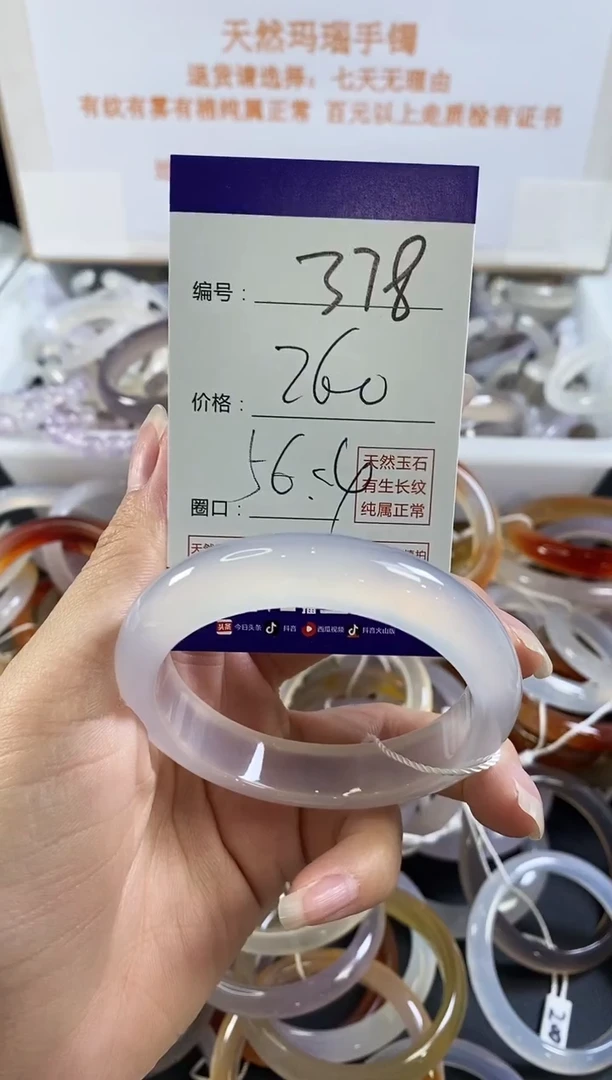 天然玛瑙手镯
退货请选择：七天无理由
有纹有雾有棉纯属正常 百元以上走质检有证书
编号：378
价格：260
圈口：56.4
天然玉石
有生长纹
纯属正常
今日头条 抖音 西瓜视频 抖音火山版